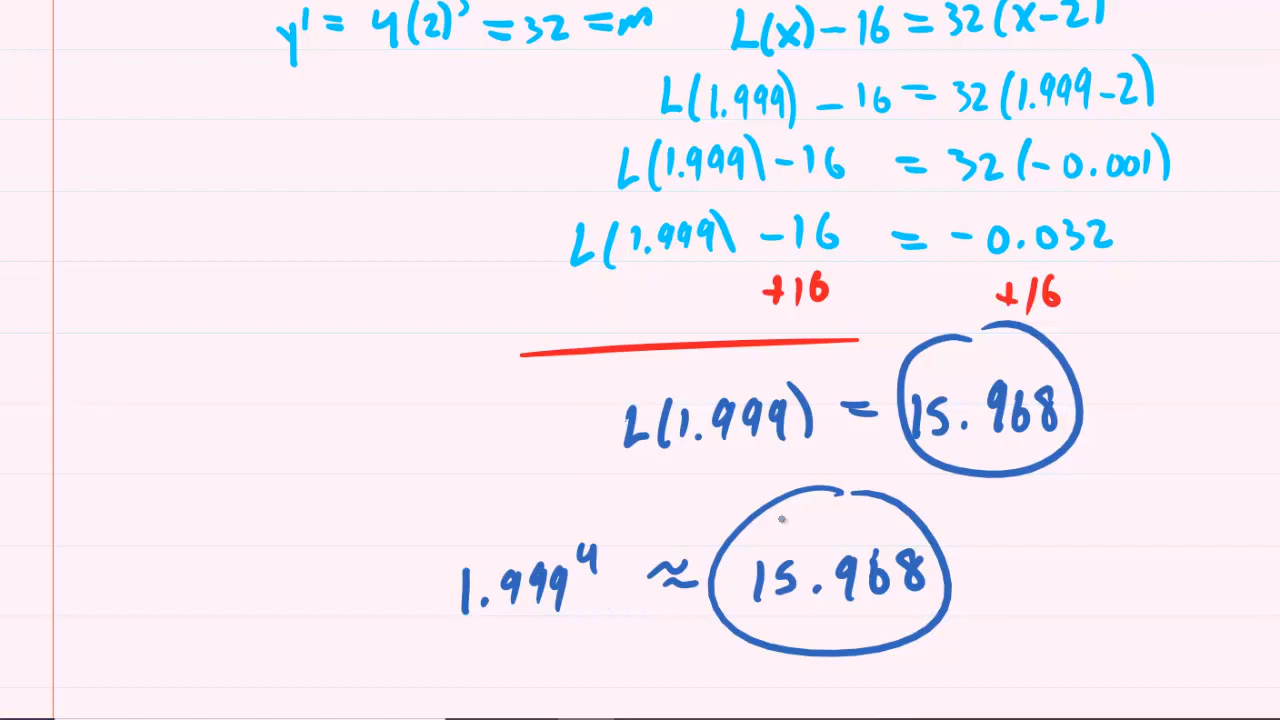 y' = 4(2)³ = 32 = m
L(x) - 16 = 32(x-2)
L(1.999) - 16 = 32(1.999-2)
L(1.999) - 16 = 32(-0.001)
L(1.999) - 16 = -0.032
+16 +16
L(1.999) = 15.968
1.999⁴ ≈ 15.968